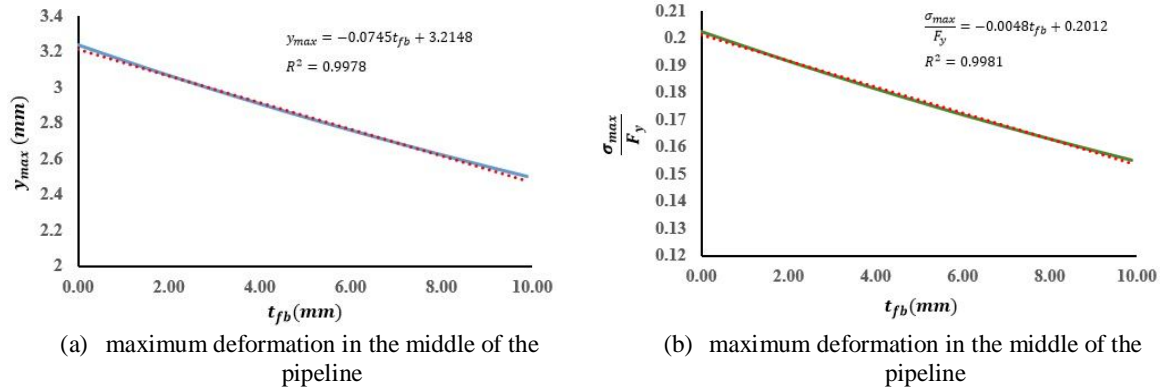 3.4
3.2
3
2.8
2.6
2.4
2.2
2
y_max (mm)
y_max = −0.0745t_fb + 3.2148
R² = 0.9978
0.00 2.00 4.00 6.00 8.00 10.00
t_fb(mm)
(a) maximum deformation in the middle of the
pipeline
0.21
0.2
0.19
0.18
0.17
0.16
0.15
0.14
0.13
0.12
σ_max
F_y
σ_max/F_y = −0.0048t_fb + 0.2012
R² = 0.9981
0.00 2.00 4.00 6.00 8.00 10.00
t_fb(mm)
(b) maximum deformation in the middle of the
pipeline